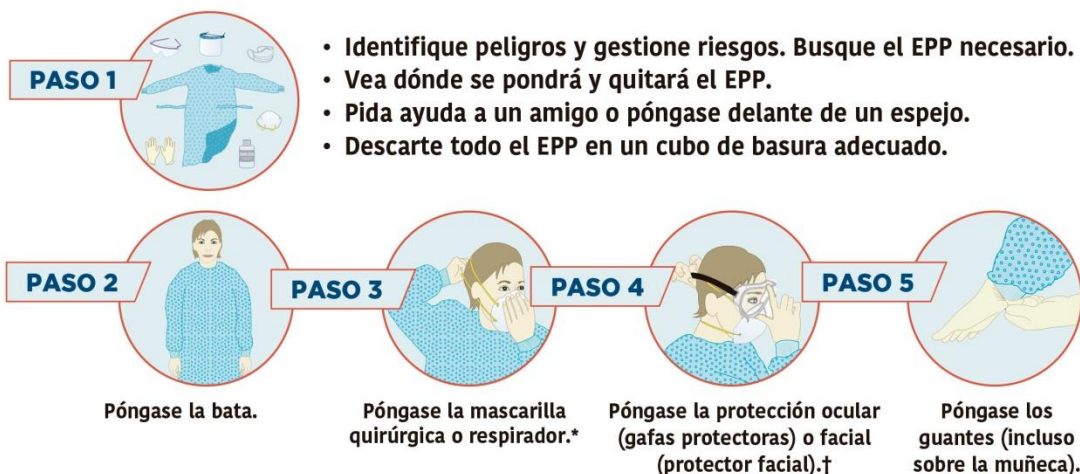 PASO 1
• Identifique peligros y gestione riesgos. Busque el EPP necesario.
• Vea dónde se pondrá y quitará el EPP.
• Pida ayuda a un amigo o póngase delante de un espejo.
• Descarte todo el EPP en un cubo de basura adecuado.
PASO 2
Póngase la bata.
PASO 3
Póngase la mascarilla
quirúrgica o respirador.*
PASO 4
Póngase la protección ocular
(gafas protectoras) o facial
(protector facial).†
PASO 5
Póngase los
guantes (incluso
sobre la muñeca).